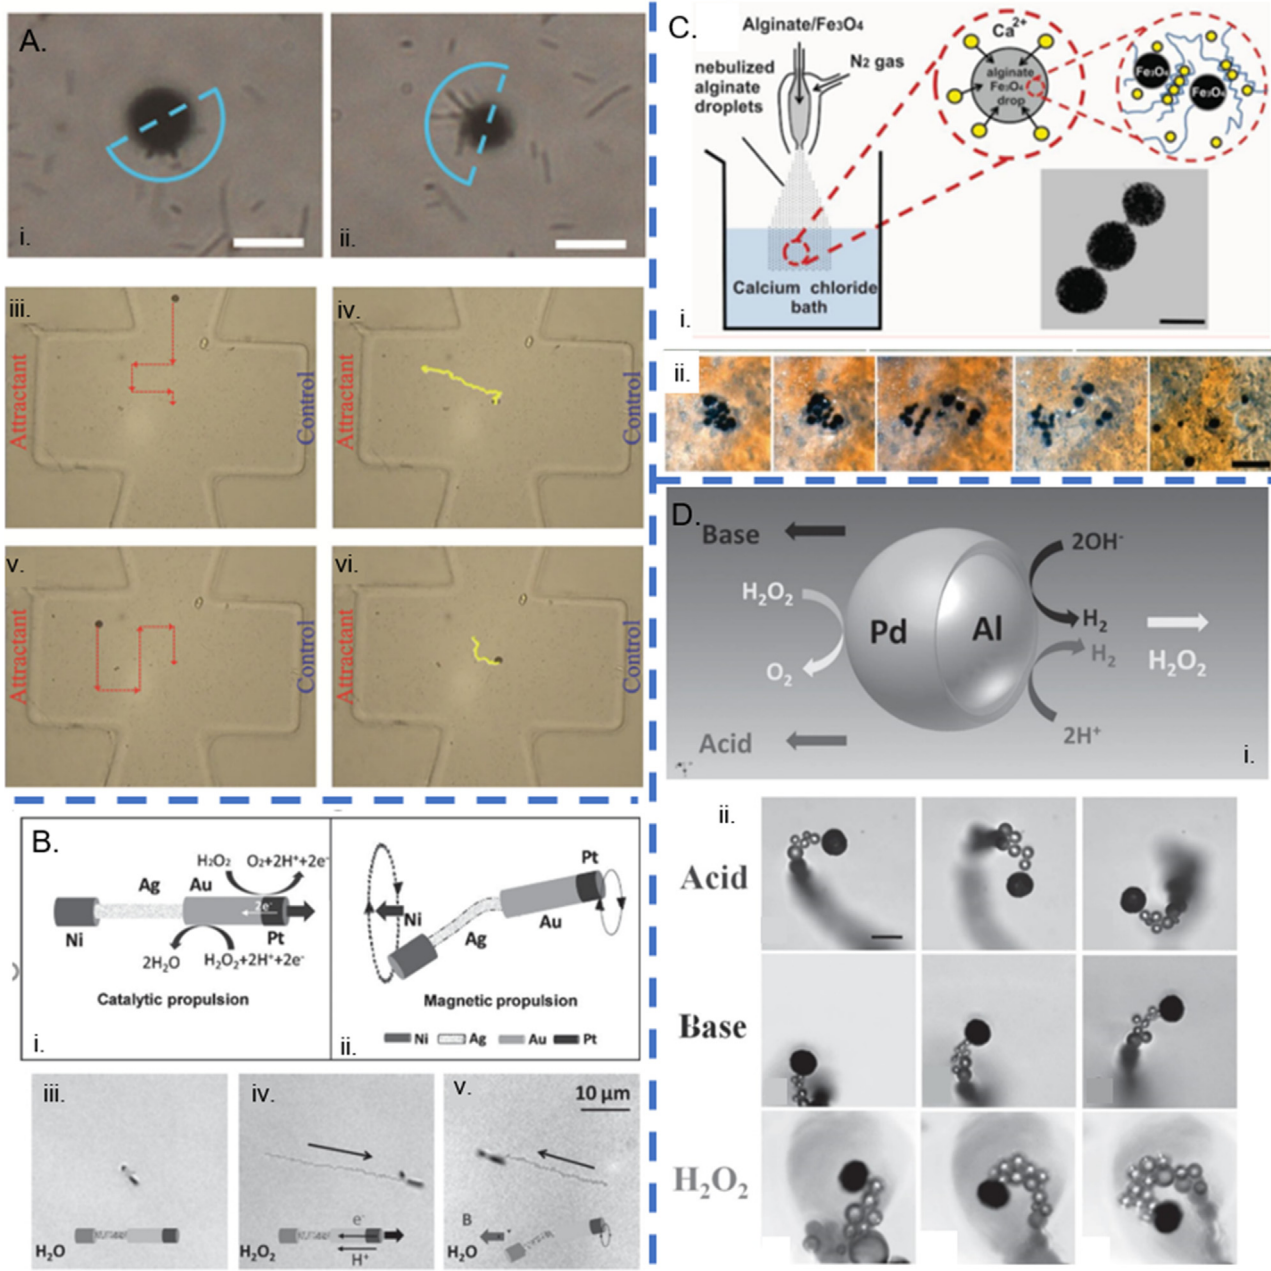 A.
i.
ii.
iii.
Attractant
Control
iv.
Attractant
Control
v.
Attractant
Control
vi.
Attractant
Control
B.
H₂O₂
O₂+2H⁺+2e⁻
Ag
Au
2e⁻
Ni
Pt
2H₂O
H₂O₂+2H⁺+2e⁻
Catalytic propulsion
i.
Pt
Ni
Au
Ag
Magnetic propulsion
Ni
Ag
Au
Pt
ii.
iii.
H₂O
iv.
e⁻
H₂O₂
H⁺
v.
10 μm
B
H₂O
C.
Alginate/Fe₃O₄
N₂ gas
nebulized
alginate
droplets
Calcium chloride
bath
Ca²⁺
alginate
Fe₃O₄
drop
Fe₃O₄
Fe₃O₄
i.
ii.
D.
Base
2OH⁻
H₂O₂
H₂
Pd
Al
H₂
H₂O₂
O₂
Acid
2H⁺
i.
ii.
Acid
Base
H₂O₂